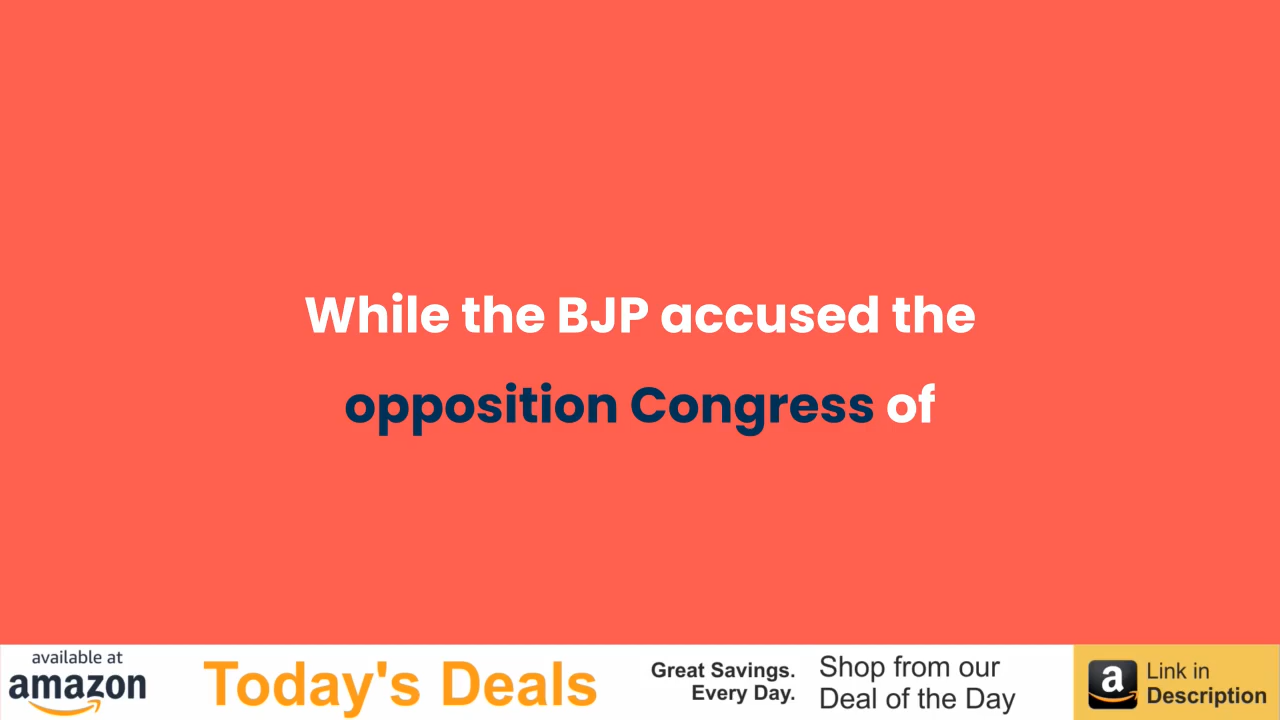 While the BJP accused the
opposition Congress of
available at
amazon
Today's Deals
Great Savings.
Every Day.
Shop from our
Deal of the Day
a
Link in
Description